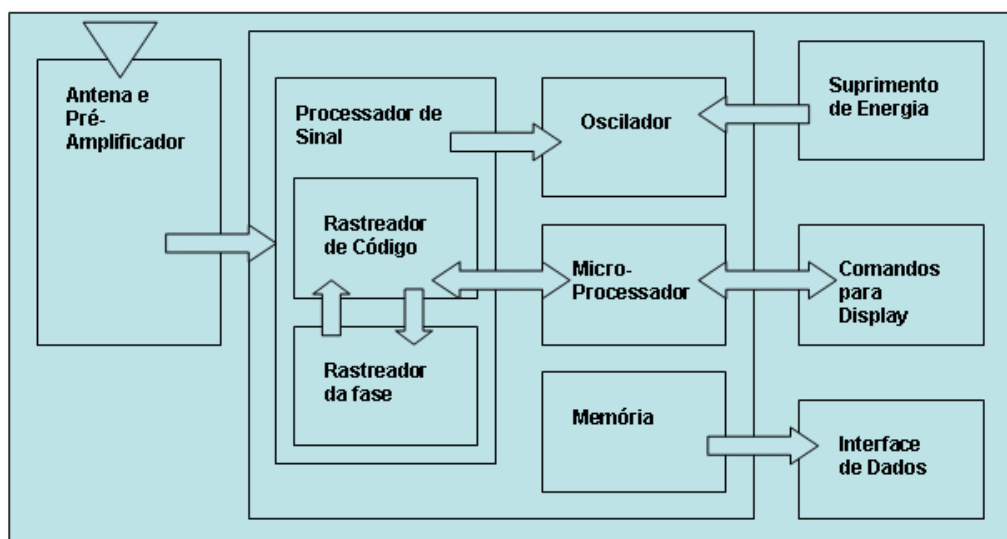 Antena e
Pré-
Amplificador
Processador de
Sinal
Rastreador
de Código
Rastreador
da fase
Oscilador
Micro-
Processador
Memória
Suprimento
de Energia
Comandos
para
Display
Interface
de Dados